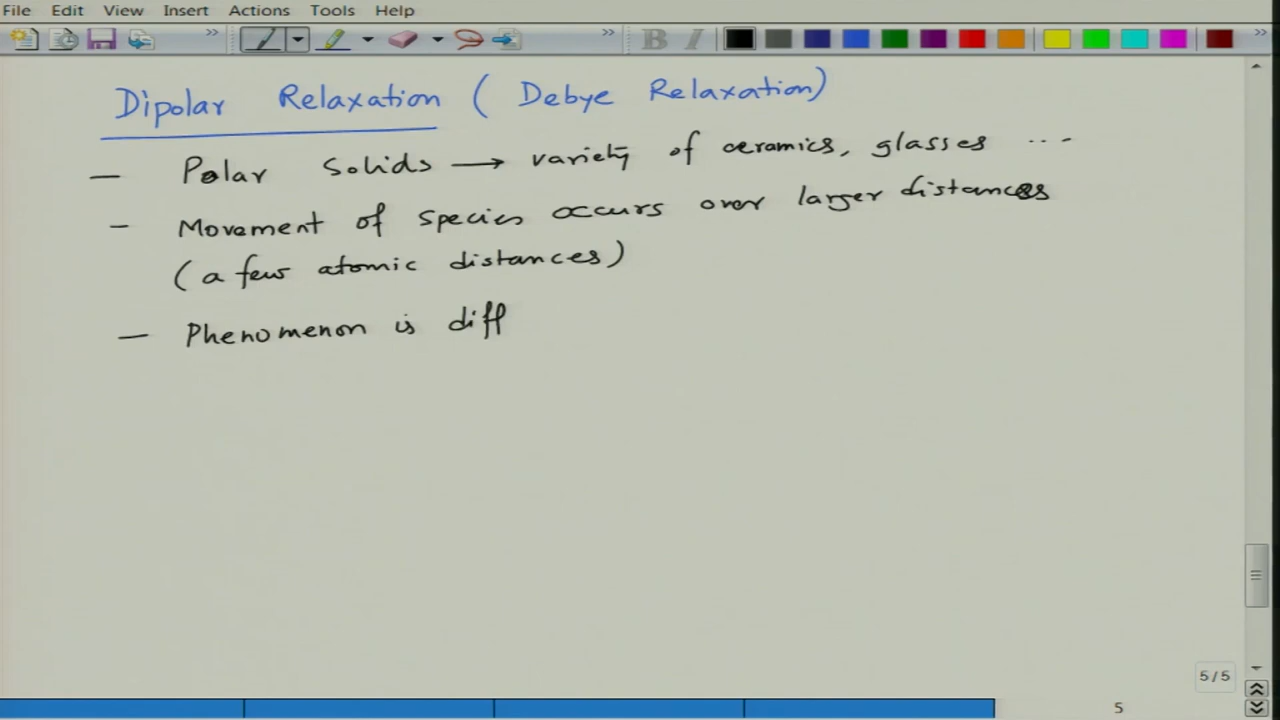 File Edit View Insert Actions Tools Help
B I
Dipolar Relaxation ( Debye Relaxation)
— Polar Solids → variety of ceramics, glasses ...
- Movement of species occurs over larger distances
(a few atomic distances)
— Phenomenon is diff
5/5
5